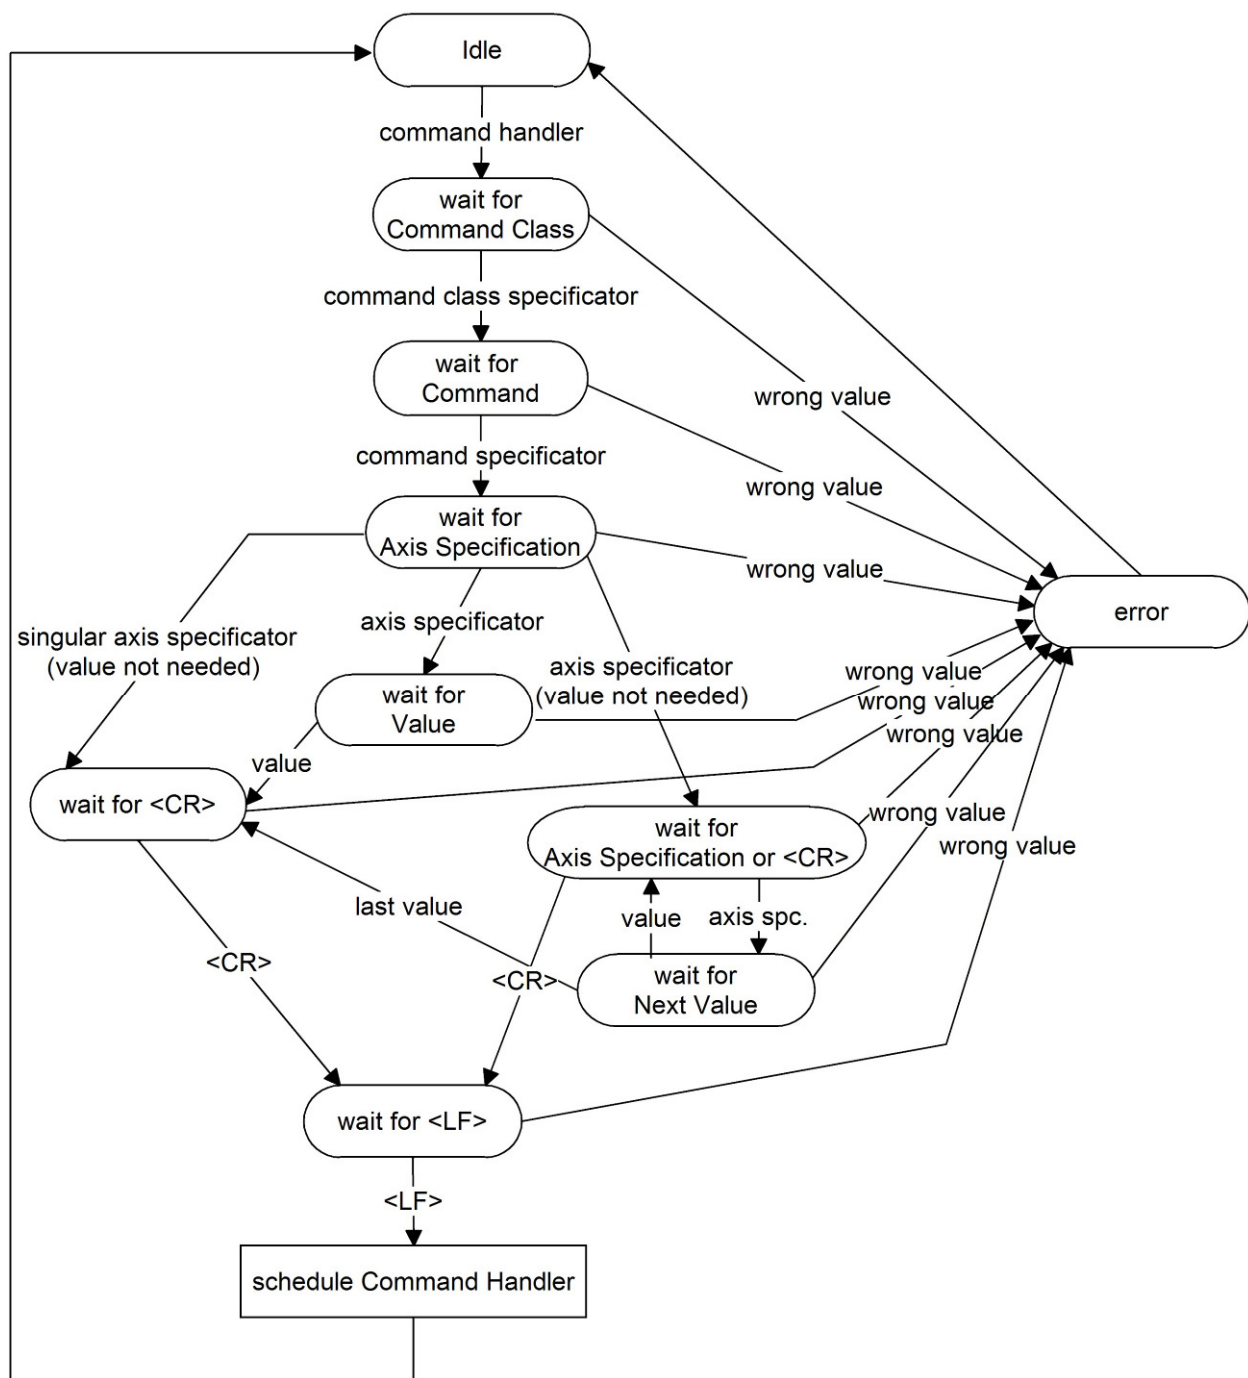 Idle
command handler
wait for
Command Class
command class specificator
wait for
Command
wrong value
command specificator
wrong value
wait for
Axis Specification
wrong value
error
axis specificator
singular axis specificator
(value not needed)
axis specificator
(value not needed)
wrong value
wait for
Value
wrong value
wrong value
value
wait for <CR>
wrong value
wait for
Axis Specification or <CR>
wrong value
last value
value
axis spc.
<CR>
<CR>
wait for
Next Value
wait for <LF>
<LF>
schedule Command Handler